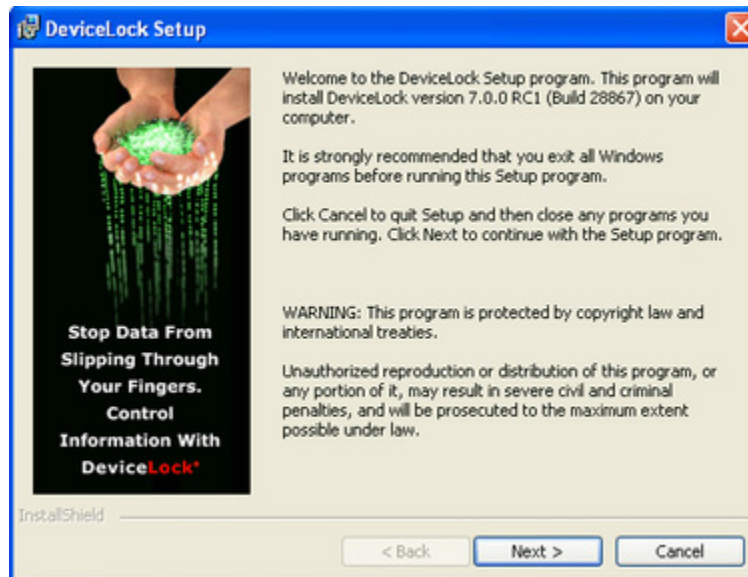 DeviceLock Setup
Welcome to the DeviceLock Setup program. This program will
install DeviceLock version 7.0.0 RC1 (Build 28867) on your
computer.
It is strongly recommended that you exit all Windows
programs before running this Setup program.
Click Cancel to quit Setup and then close any programs you
have running. Click Next to continue with the Setup program.
WARNING: This program is protected by copyright law and
international treaties.
Unauthorized reproduction or distribution of this program, or
any portion of it, may result in severe civil and criminal
penalties, and will be prosecuted to the maximum extent
possible under law.
Stop Data From
Slipping Through
Your Fingers.
Control
Information With
DeviceLock®
InstallShield
< Back
Next >
Cancel